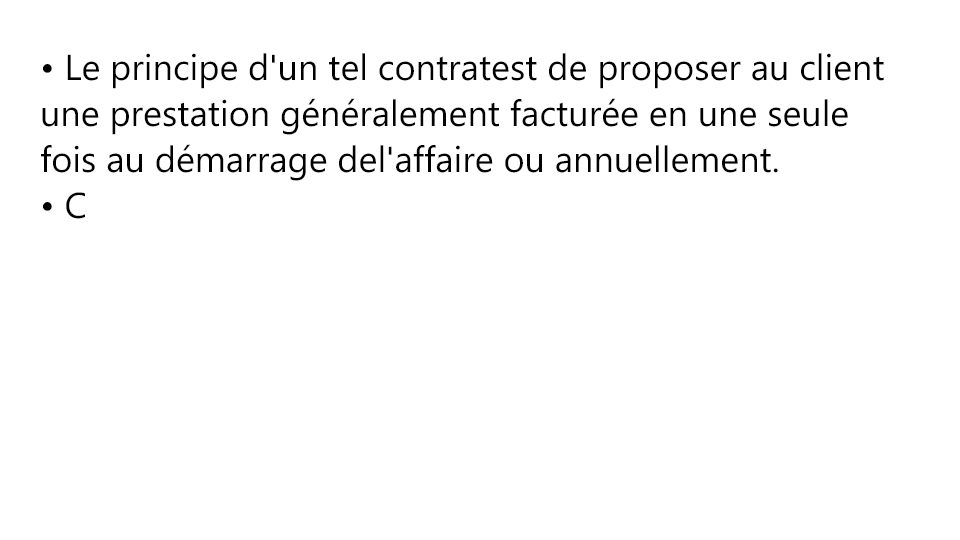 • Le principe d'un tel contratest de proposer au client
une prestation généralement facturée en une seule
fois au démarrage del'affaire ou annuellement.
• C